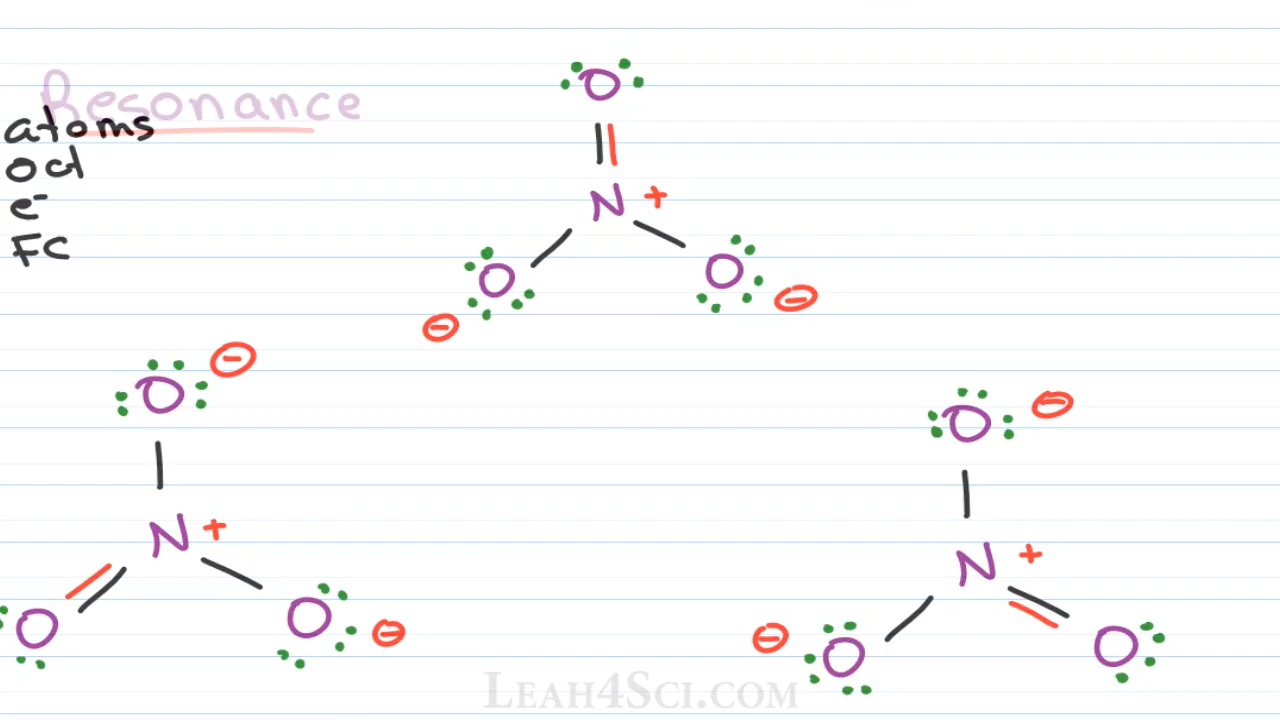 Resonance
atoms
Oct
e⁻
FC
O
N +
O O
⊖ ⊖
O ⊖
N +
O O ⊖
O ⊖
N +
⊖ O O
LEAH4SCI.COM